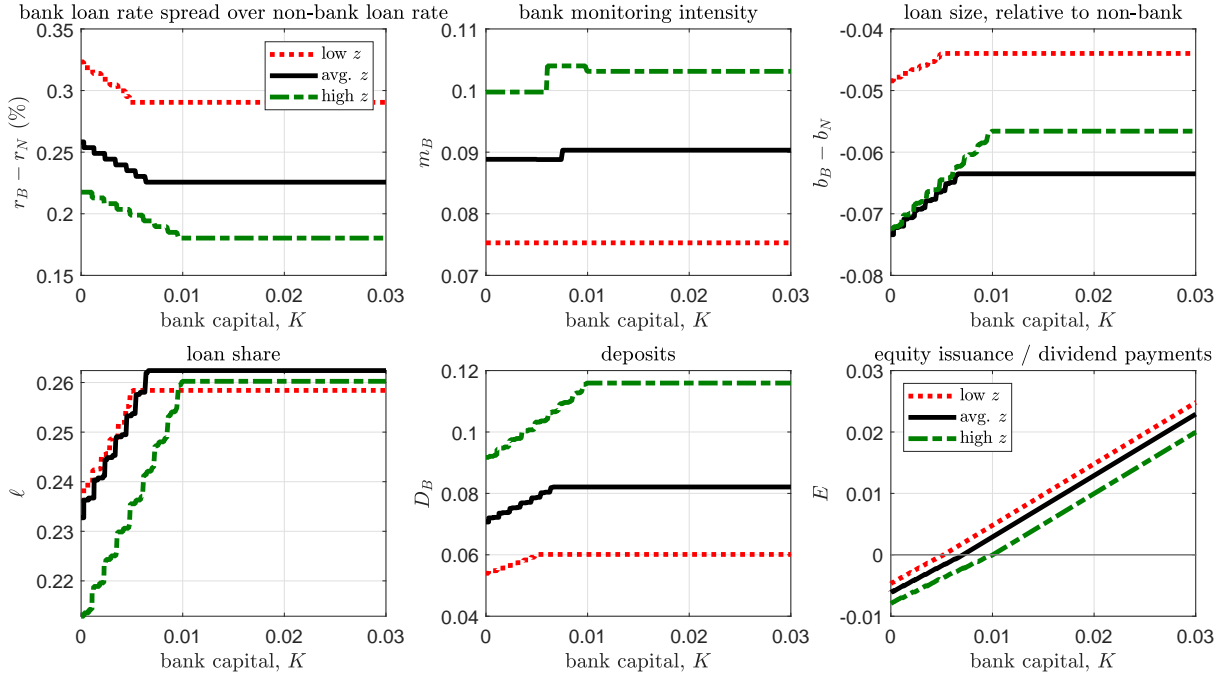 bank loan rate spread over non-bank loan rate
r_B − r_N (%)
0.35
0.3
0.25
0.2
0.15
low z
avg. z
high z
0 0.01 0.02 0.03
bank capital, K
bank monitoring intensity
m_B
0.11
0.1
0.09
0.08
0.07
0 0.01 0.02 0.03
bank capital, K
loan size, relative to non-bank
b_B − b_N
-0.04
-0.05
-0.06
-0.07
-0.08
0 0.01 0.02 0.03
bank capital, K
loan share
ℓ
0.26
0.25
0.24
0.23
0.22
0 0.01 0.02 0.03
bank capital, K
deposits
D_B
0.12
0.1
0.08
0.06
0.04
0 0.01 0.02 0.03
bank capital, K
equity issuance / dividend payments
E
0.03
0.02
0.01
0
-0.01
low z
avg. z
high z
0 0.01 0.02 0.03
bank capital, K